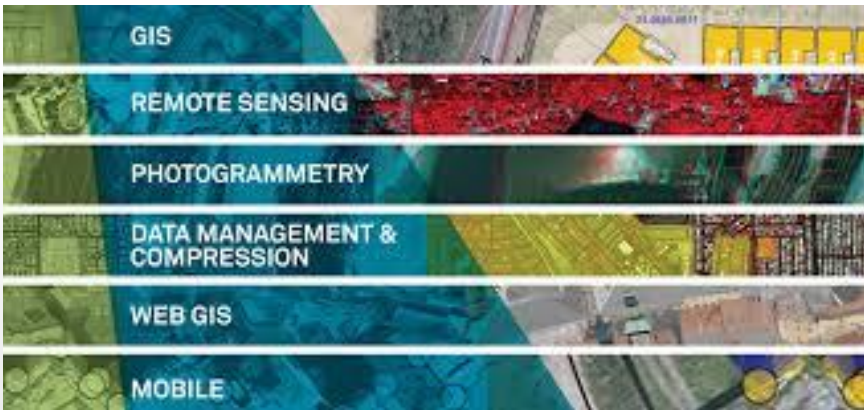 GIS
REMOTE SENSING
PHOTOGRAMMETRY
DATA MANAGEMENT &
COMPRESSION
WEB GIS
MOBILE